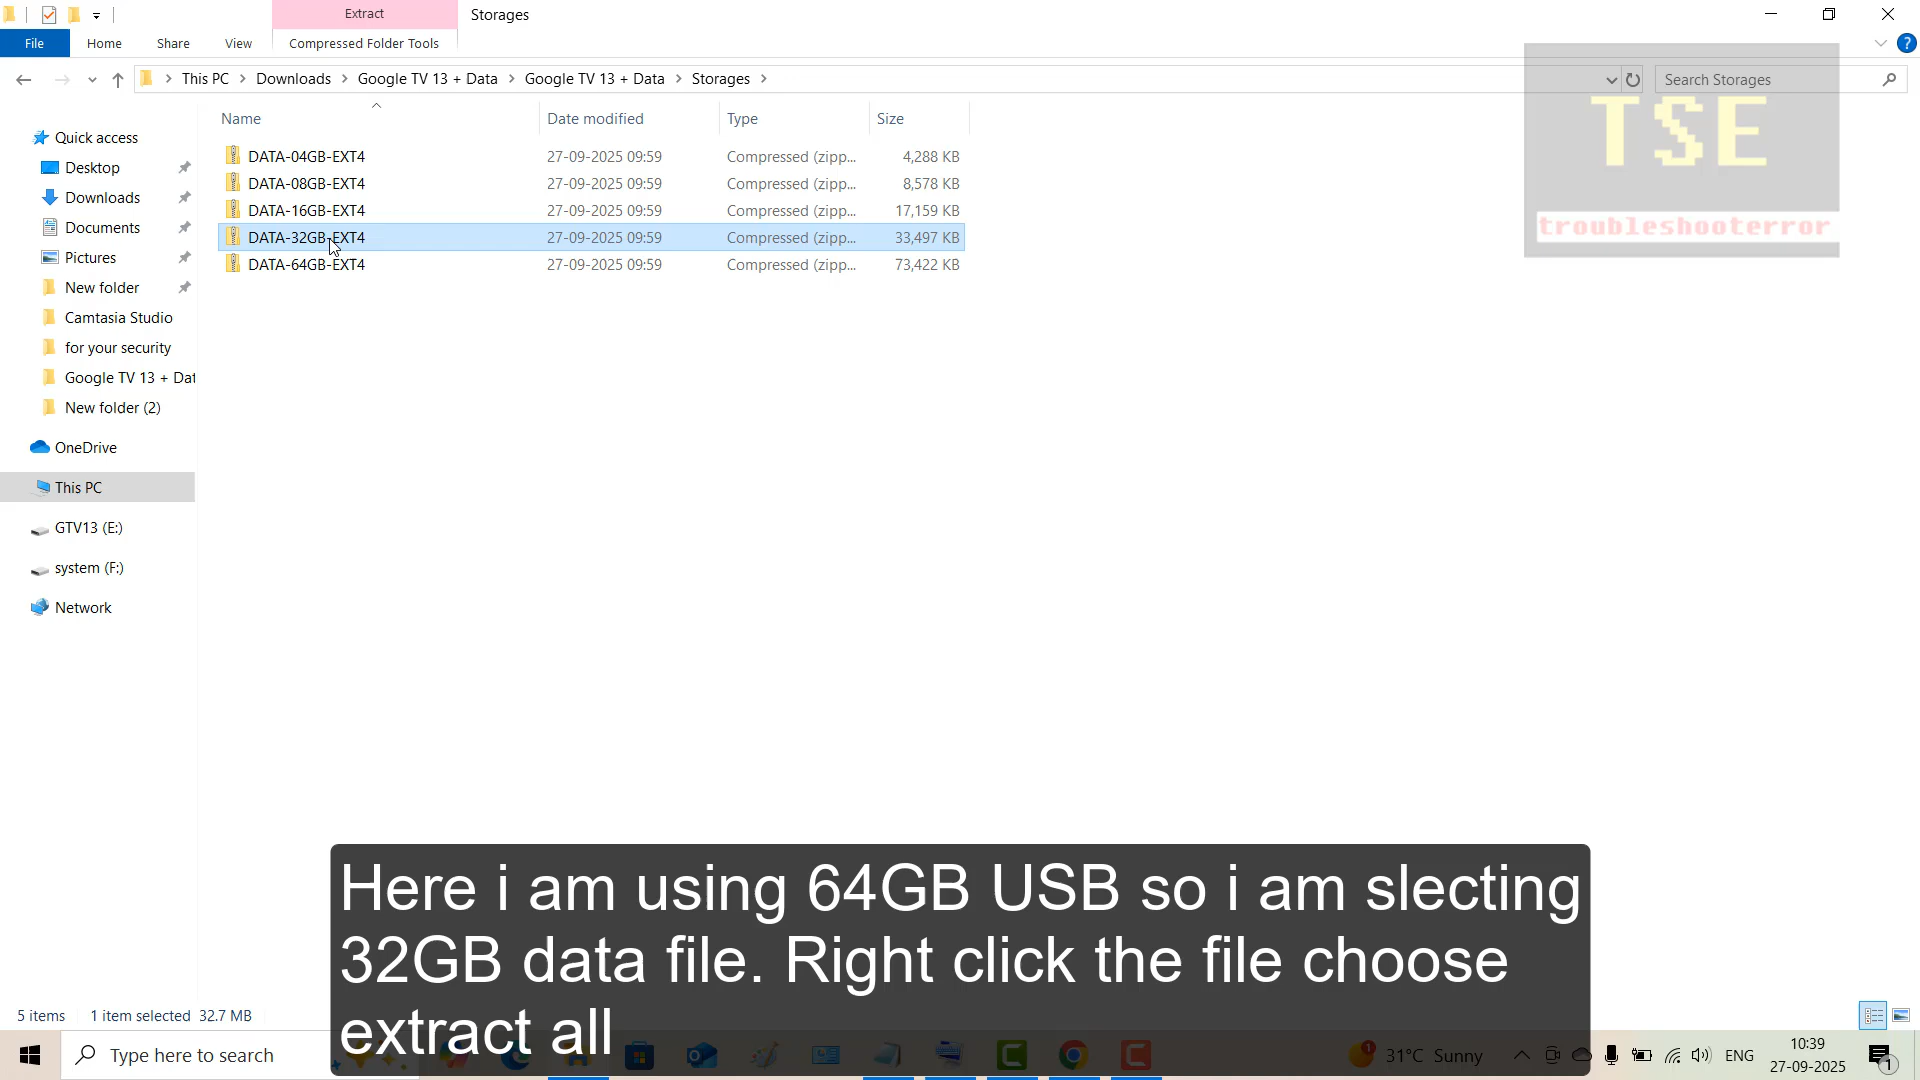 Extract
Storages
File
Home
Share
View
Compressed Folder Tools
?
This PC
Downloads
Google TV 13 + Data
Google TV 13 + Data
Storages
Search Storages
TSE
troubleshooterror
Name
Date modified
Type
Size
DATA-04GB-EXT4 27-09-2025 09:59 Compressed (zipp... 4,288 KB
DATA-08GB-EXT4 27-09-2025 09:59 Compressed (zipp... 8,578 KB
DATA-16GB-EXT4 27-09-2025 09:59 Compressed (zipp... 17,159 KB
DATA-32GB-EXT4 27-09-2025 09:59 Compressed (zipp... 33,497 KB
DATA-64GB-EXT4 27-09-2025 09:59 Compressed (zipp... 73,422 KB
Quick access
Desktop
Downloads
Documents
Pictures
New folder
Camtasia Studio
for your security
Google TV 13 + Dat
New folder (2)
OneDrive
This PC
GTV13 (E:)
system (F:)
Network
Here i am using 64GB USB so i am slecting
32GB data file. Right click the file choose
extract all
5 items
1 item selected 32.7 MB
Type here to search
1
31°C Sunny
ENG
10:39
27-09-2025
1